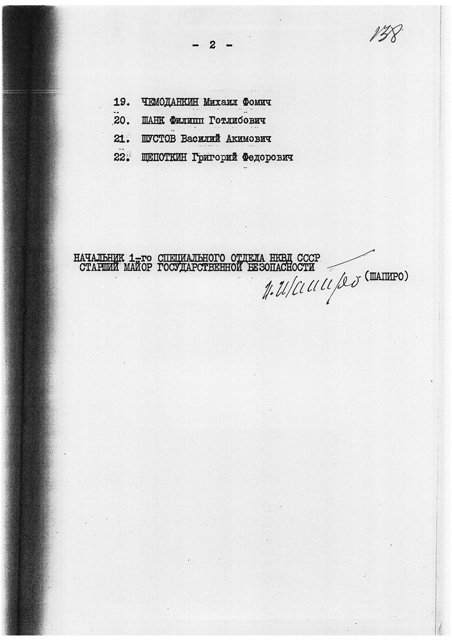 - 2 -
138
19. ЧЕМОДАНКИН Михаил Фомич
20. ШАНК Филипп Готлибович
21. ШУСТОВ Василий Акимович
22. ЩЕПОТКИН Григорий Федорович
НАЧАЛЬНИК 1-го СПЕЦИАЛЬНОГО ОТДЕЛА НКВД СССР
СТАРШИЙ МАЙОР ГОСУДАРСТВЕННОЙ БЕЗОПАСНОСТИ
И. Шапиро (ШАПИРО)